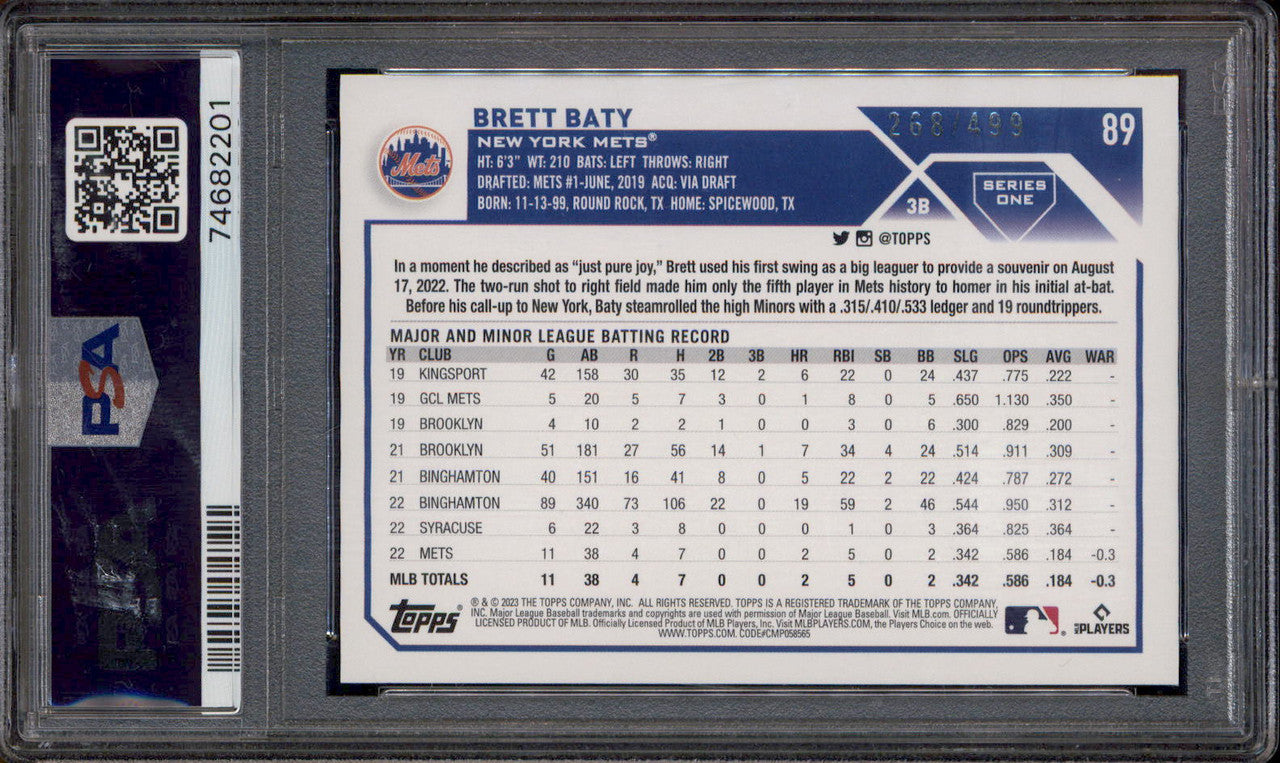 74682201
PSA
BRETT BATY
268/499
89
NEW YORK METS®
Mets
HT: 6'3" WT: 210 BATS: LEFT THROWS: RIGHT
DRAFTED: METS #1-JUNE, 2019 ACQ: VIA DRAFT
BORN: 11-13-99, ROUND ROCK, TX HOME: SPICEWOOD, TX
3B
SERIES
ONE
@TOPPS
In a moment he described as “just pure joy,” Brett used his first swing as a big leaguer to provide a souvenir on August
17, 2022. The two-run shot to right field made him only the fifth player in Mets history to homer in his initial at-bat.
Before his call-up to New York, Baty steamrolled the high Minors with a .315/.410/.533 ledger and 19 roundtrippers.
MAJOR AND MINOR LEAGUE BATTING RECORD
YR CLUB G AB R H 2B 3B HR RBI SB BB SLG OPS AVG WAR
19 KINGSPORT 42 158 30 35 12 2 6 22 0 24 .437 .775 .222 -
19 GCL METS 5 20 5 7 3 0 1 8 0 5 .650 1.130 .350 -
19 BROOKLYN 4 10 2 2 1 0 0 3 0 6 .300 .829 .200 -
21 BROOKLYN 51 181 27 56 14 1 7 34 4 24 .514 .911 .309 -
21 BINGHAMTON 40 151 16 41 8 0 5 22 2 22 .424 .787 .272 -
22 BINGHAMTON 89 340 73 106 22 0 19 59 2 46 .544 .950 .312 -
22 SYRACUSE 6 22 3 8 0 0 0 1 0 3 .364 .825 .364 -
22 METS 11 38 4 7 0 0 2 5 0 2 .342 .586 .184 -0.3
MLB TOTALS 11 38 4 7 0 0 2 5 0 2 .342 .586 .184 -0.3
topps®
® & © 2023 THE TOPPS COMPANY, INC. ALL RIGHTS RESERVED. TOPPS IS A REGISTERED TRADEMARK OF THE TOPPS COMPANY,
INC. Major League Baseball trademarks and copyrights are used with permission of Major League Baseball. Visit MLB.com. OFFICIALLY
LICENSED PRODUCT OF MLB. Officially Licensed Product of MLB Players, Inc. Visit MLBPLAYERS.COM, the Players Choice on the web.
WWW.TOPPS.COM. CODE#CMP058565
MLB PLAYERS